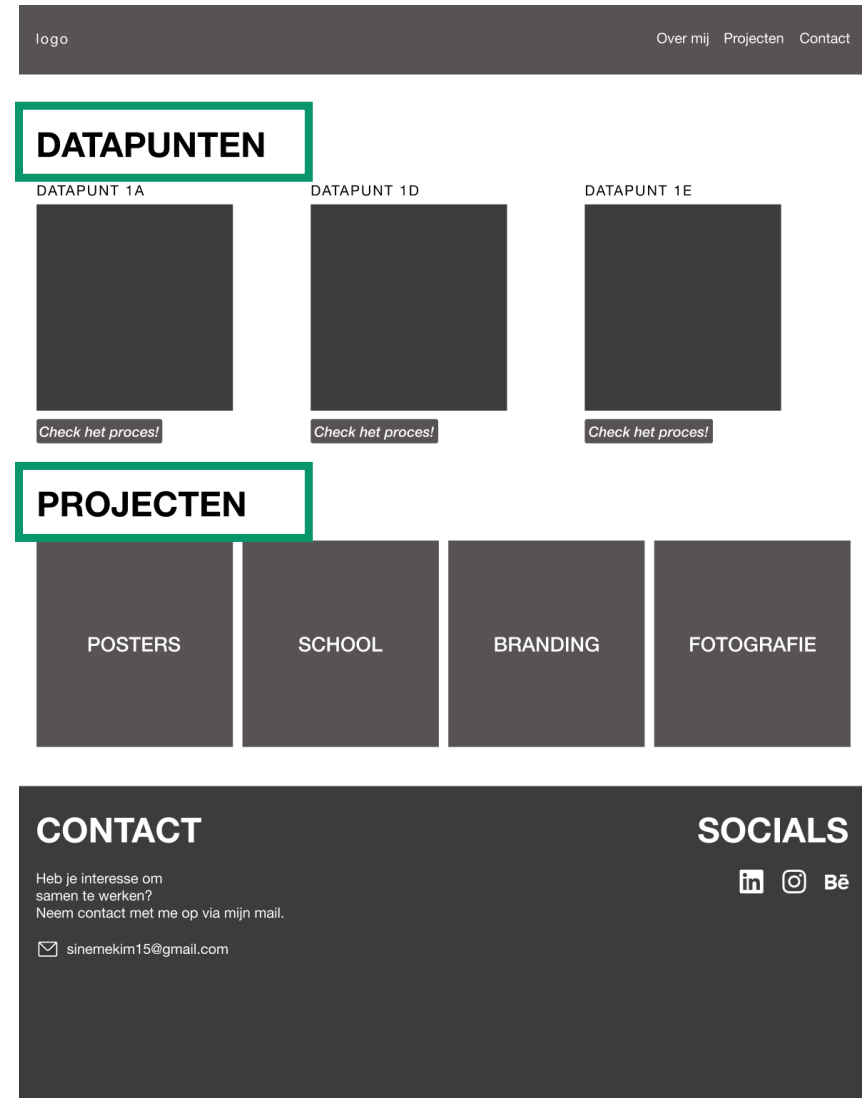 logo
Over mij Projecten Contact
DATAPUNTEN
DATAPUNT 1A DATAPUNT 1D DATAPUNT 1E
Check het proces! Check het proces! Check het proces!
PROJECTEN
POSTERS SCHOOL BRANDING FOTOGRAFIE
CONTACT
Heb je interesse om
samen te werken?
Neem contact met me op via mijn mail.
sinemekim15@gmail.com
SOCIALS
in Bē